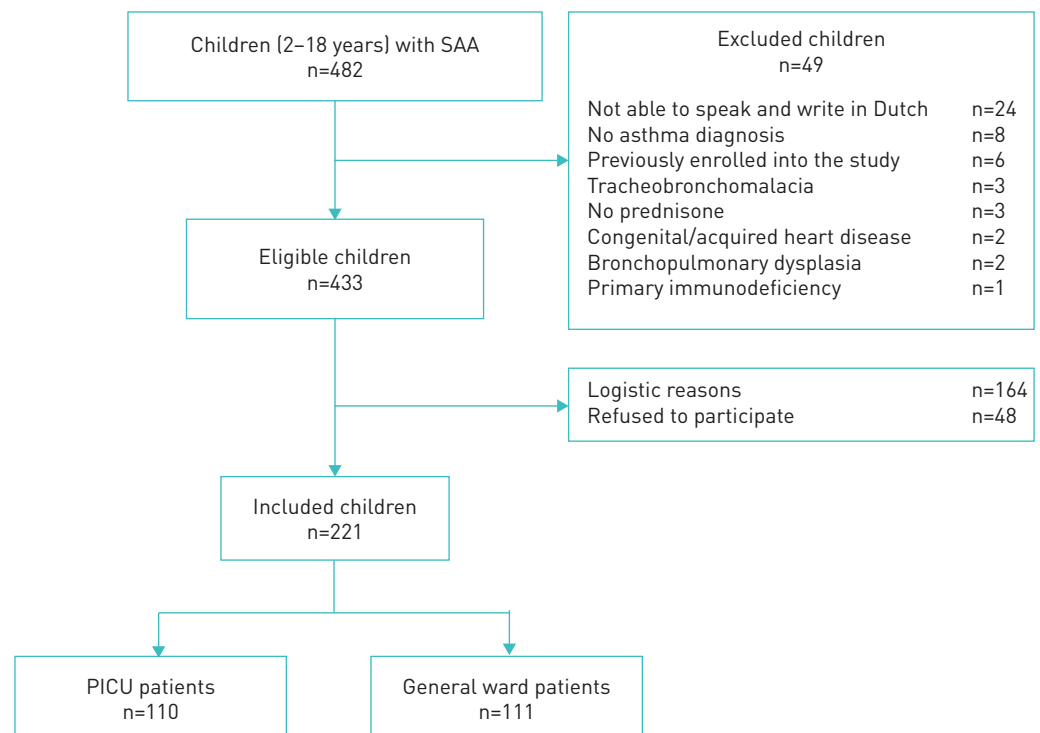 Children (2–18 years) with SAA
n=482
Excluded children
n=49
Not able to speak and write in Dutch n=24
No asthma diagnosis n=8
Previously enrolled into the study n=6
Tracheobronchomalacia n=3
No prednisone n=3
Congenital/acquired heart disease n=2
Bronchopulmonary dysplasia n=2
Primary immunodeficiency n=1
Eligible children
n=433
Logistic reasons n=164
Refused to participate n=48
Included children
n=221
PICU patients
n=110
General ward patients
n=111